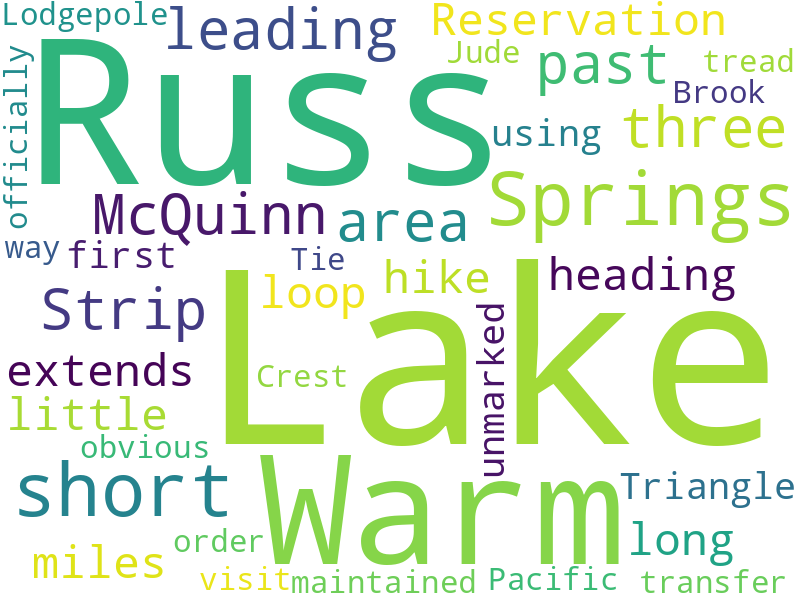 Lodgepole
leading
Reservation
Jude
past
tread
Brook
Russ
officially
using
three
Springs
McQuinn
area
way
first
Tie
hike
heading
loop
Strip
Lake
unmarked
extends
Crest
little
obvious
short
Warm
Triangle
long
order
miles
visit
maintained
Pacific
transfer